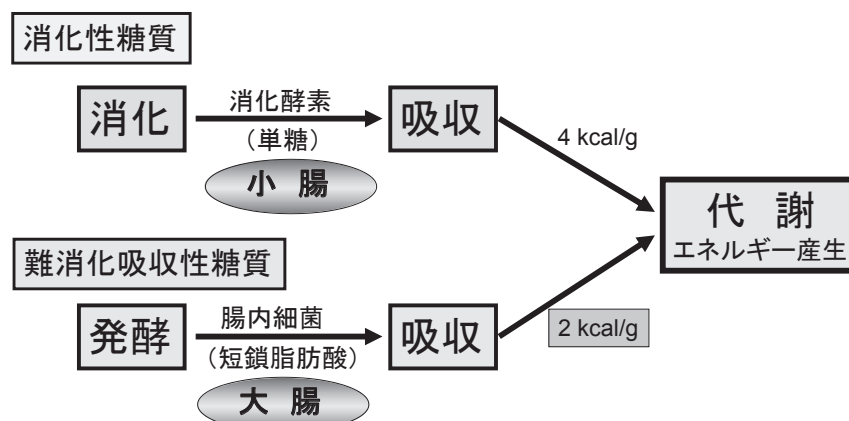 消化性糖質
消化
消化酵素
（単糖）
小 腸
吸収
4 kcal/g
代 謝
エネルギー産生
難消化吸収性糖質
発酵
腸内細菌
（短鎖脂肪酸）
大 腸
吸収
2 kcal/g